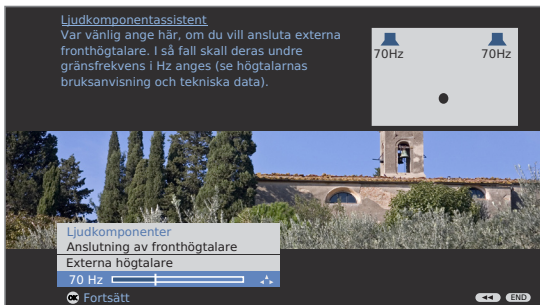 Ljudkomponentassistent
Var vänlig ange här, om du vill ansluta externa
fronthögtalare. I så fall skall deras undre
gränsfrekvens i Hz anges (se högtalarnas
bruksanvisning och tekniska data).
70Hz 70Hz
Ljudkomponenter
Anslutning av fronthögtalare
Externa högtalare
70 Hz
OK Fortsätt
END